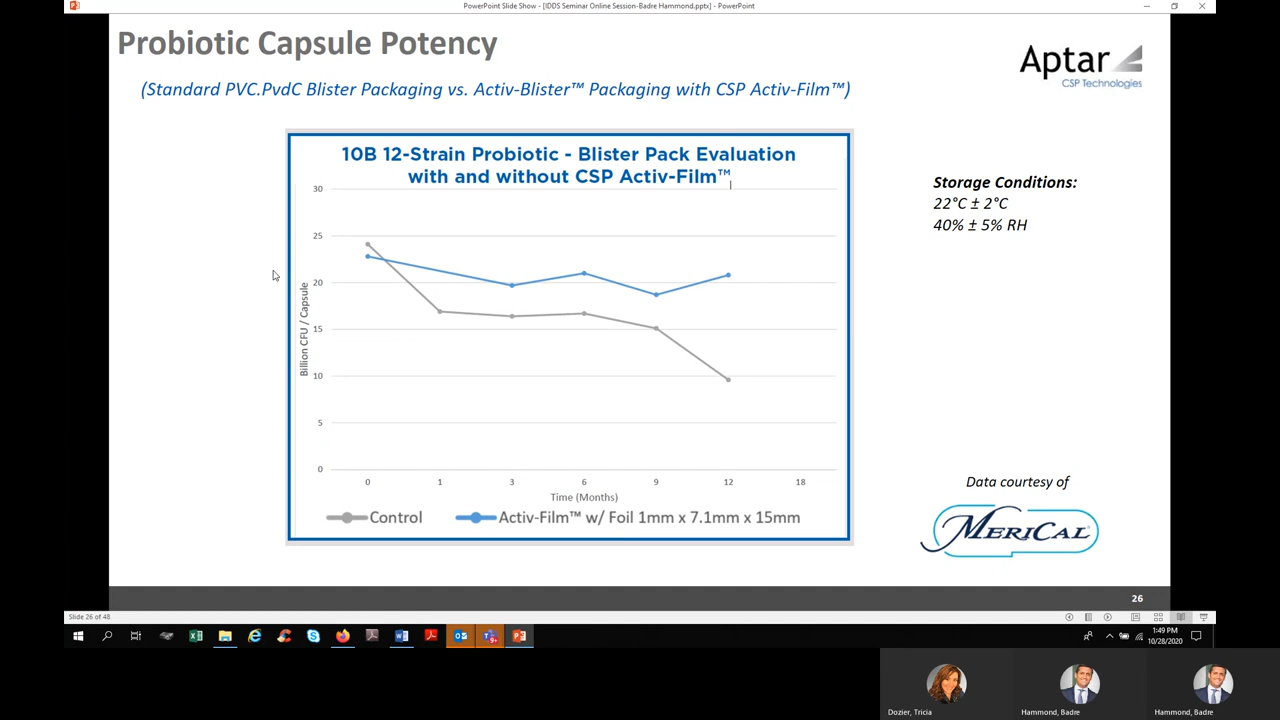 PowerPoint Slide Show - [IDDS Seminar Online Session-Badre Hammond.pptx] - PowerPoint
Probiotic Capsule Potency
Aptar
CSP Technologies
(Standard PVC.PvdC Blister Packaging vs. Activ-Blister™ Packaging with CSP Activ-Film™)
10B 12-Strain Probiotic - Blister Pack Evaluation
with and without CSP Activ-Film™
Storage Conditions:
22°C ± 2°C
40% ± 5% RH
Billion CFU / Capsule
30
25
20
15
10
5
0
0 1 3 6 9 12 18
Time (Months)
Control Activ-Film™ w/ Foil 1mm x 7.1mm x 15mm
Data courtesy of
MERICAL
26
Slide 26 of 48
1:49 PM
10/28/2020
Dozier, Tricia
Hammond, Badre
Hammond, Badre